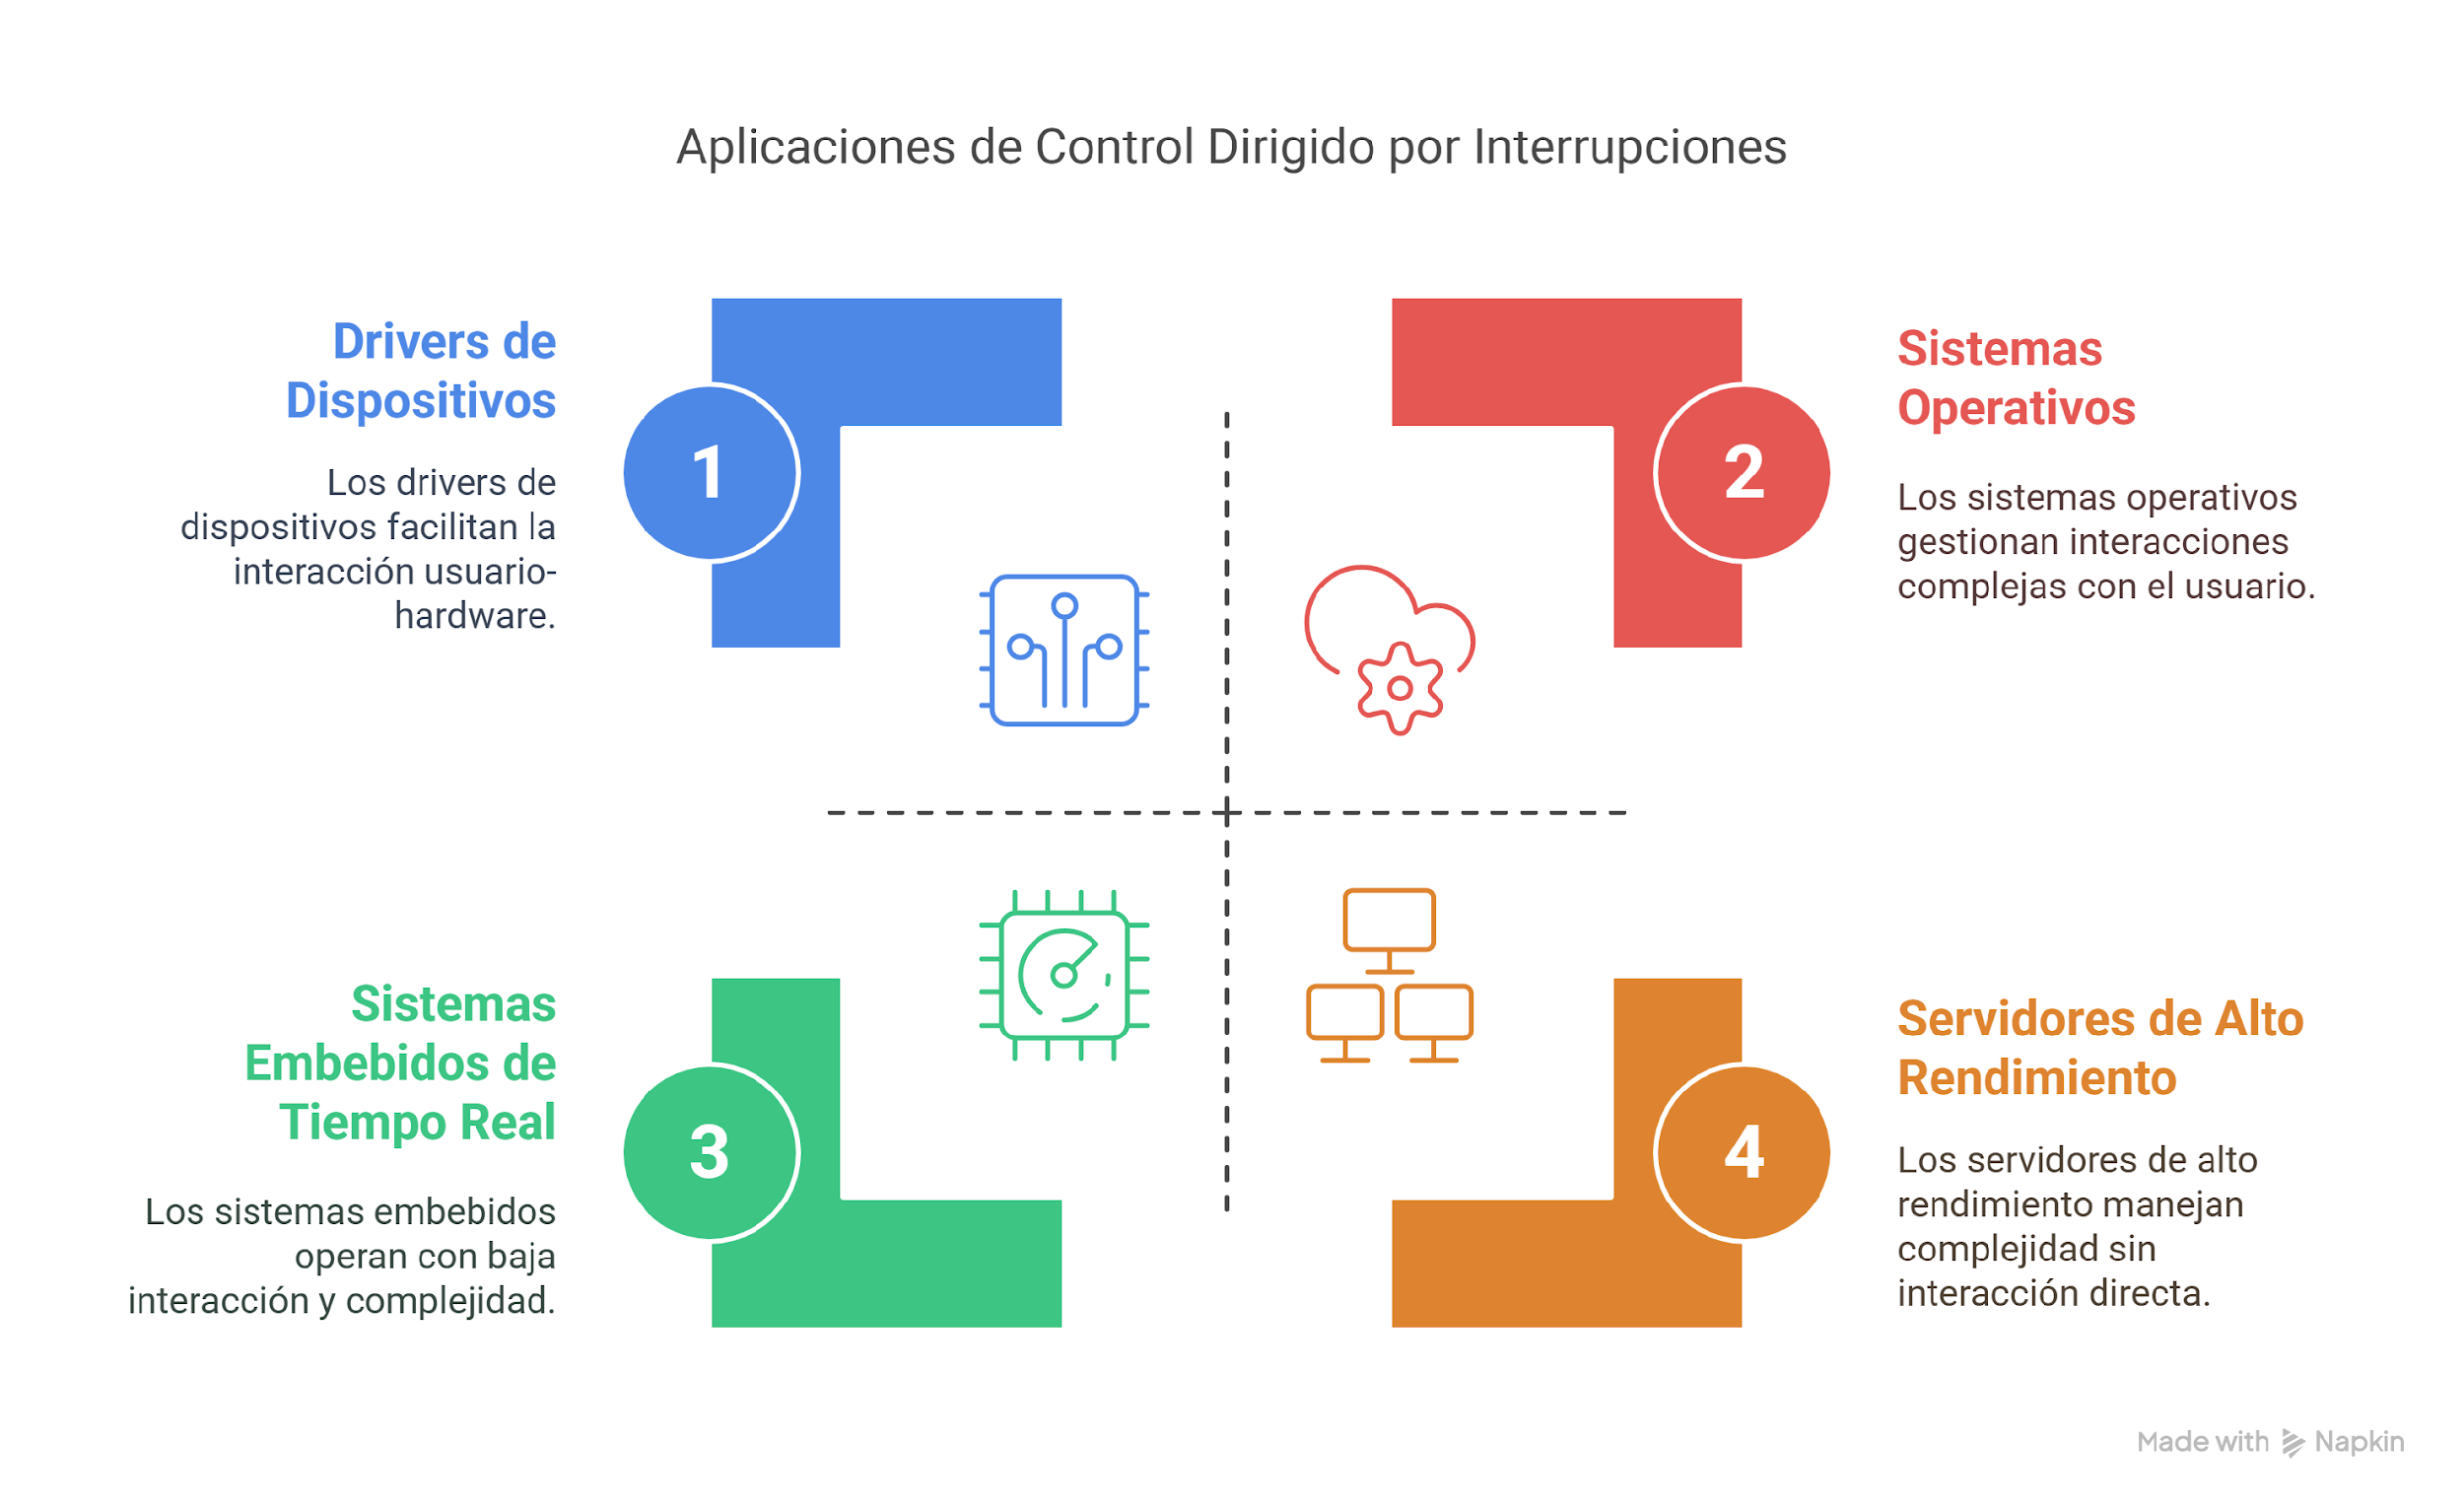 Aplicaciones de Control Dirigido por Interrupciones
Drivers de
Dispositivos
Los drivers de
dispositivos facilitan la
interacción usuario-
hardware.
1
2
Sistemas
Operativos
Los sistemas operativos
gestionan interacciones
complejas con el usuario.
Sistemas
Embebidos de
Tiempo Real
Los sistemas embebidos
operan con baja
interacción y complejidad.
3
4
Servidores de Alto
Rendimiento
Los servidores de alto
rendimiento manejan
complejidad sin
interacción directa.
Made with Napkin